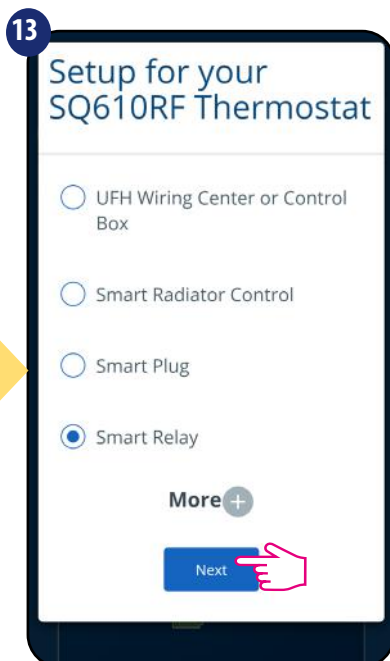 13
Setup for your
SQ610RF Thermostat
UFH Wiring Center or Control
Box
Smart Radiator Control
Smart Plug
Smart Relay
More
Next